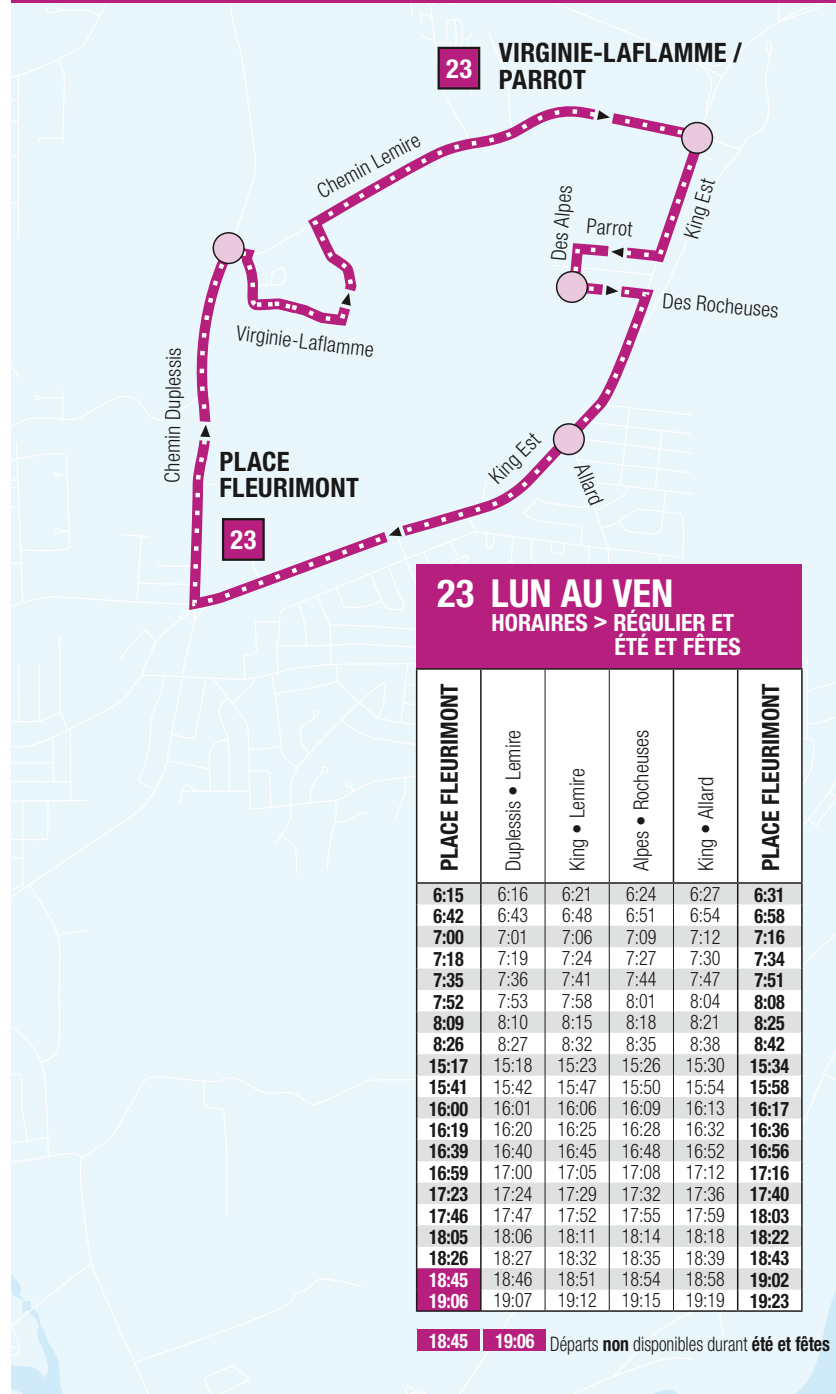 23
VIRGINIE-LAFLAMME /
PARROT
Chemin Lemire
King Est
Des Alpes
Parrot
Des Rocheuses
Virginie-Laflamme
Chemin Duplessis
King Est
Allard
PLACE
FLEURIMONT
23
23 LUN AU VEN
HORAIRES > RÉGULIER ET
ÉTÉ ET FÊTES
PLACE FLEURIMONT
Duplessis • Lemire
King • Lemire
Alpes • Rocheuses
King • Allard
PLACE FLEURIMONT
6:15 6:16 6:21 6:24 6:27 6:31
6:42 6:43 6:48 6:51 6:54 6:58
7:00 7:01 7:06 7:09 7:12 7:16
7:18 7:19 7:24 7:27 7:30 7:34
7:35 7:36 7:41 7:44 7:47 7:51
7:52 7:53 7:58 8:01 8:04 8:08
8:09 8:10 8:15 8:18 8:21 8:25
8:26 8:27 8:32 8:35 8:38 8:42
15:17 15:18 15:23 15:26 15:30 15:34
15:41 15:42 15:47 15:50 15:54 15:58
16:00 16:01 16:06 16:09 16:13 16:17
16:19 16:20 16:25 16:28 16:32 16:36
16:39 16:40 16:45 16:48 16:52 16:56
16:59 17:00 17:05 17:08 17:12 17:16
17:23 17:24 17:29 17:32 17:36 17:40
17:46 17:47 17:52 17:55 17:59 18:03
18:05 18:06 18:11 18:14 18:18 18:22
18:26 18:27 18:32 18:35 18:39 18:43
18:45 18:46 18:51 18:54 18:58 19:02
19:06 19:07 19:12 19:15 19:19 19:23
18:45 19:06 Départs non disponibles durant été et fêtes